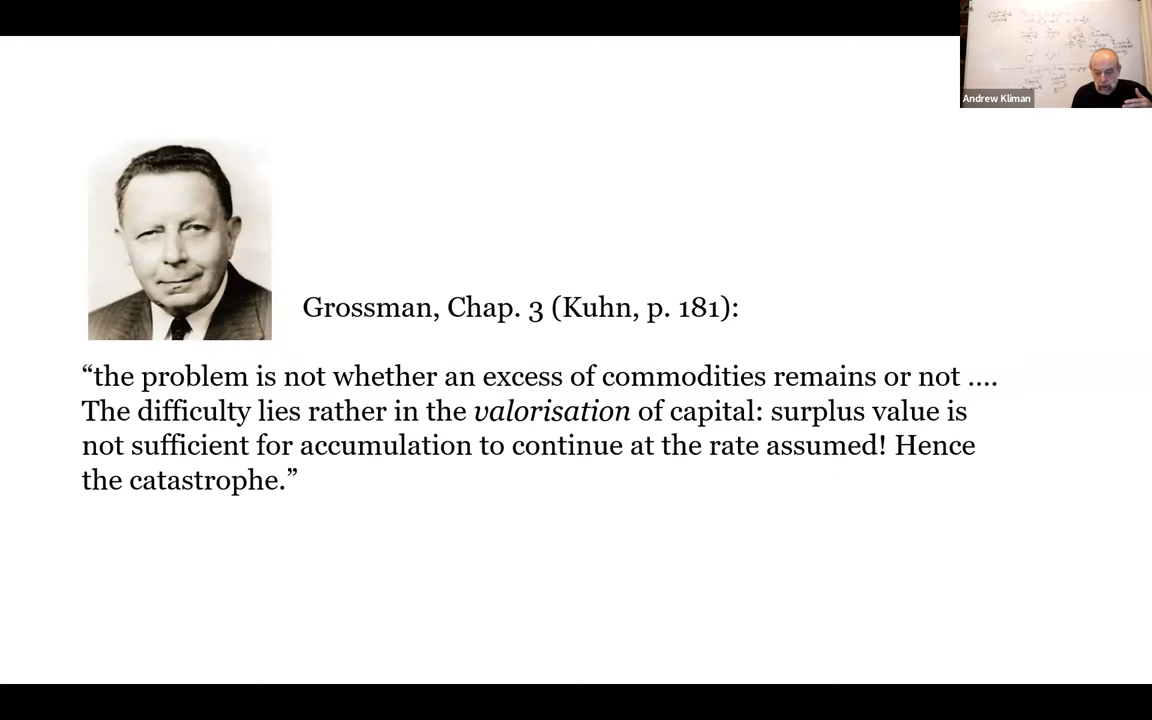 Andrew Kliman
Grossman, Chap. 3 (Kuhn, p. 181):
“the problem is not whether an excess of commodities remains or not ....
The difficulty lies rather in the valorisation of capital: surplus value is
not sufficient for accumulation to continue at the rate assumed! Hence
the catastrophe.”